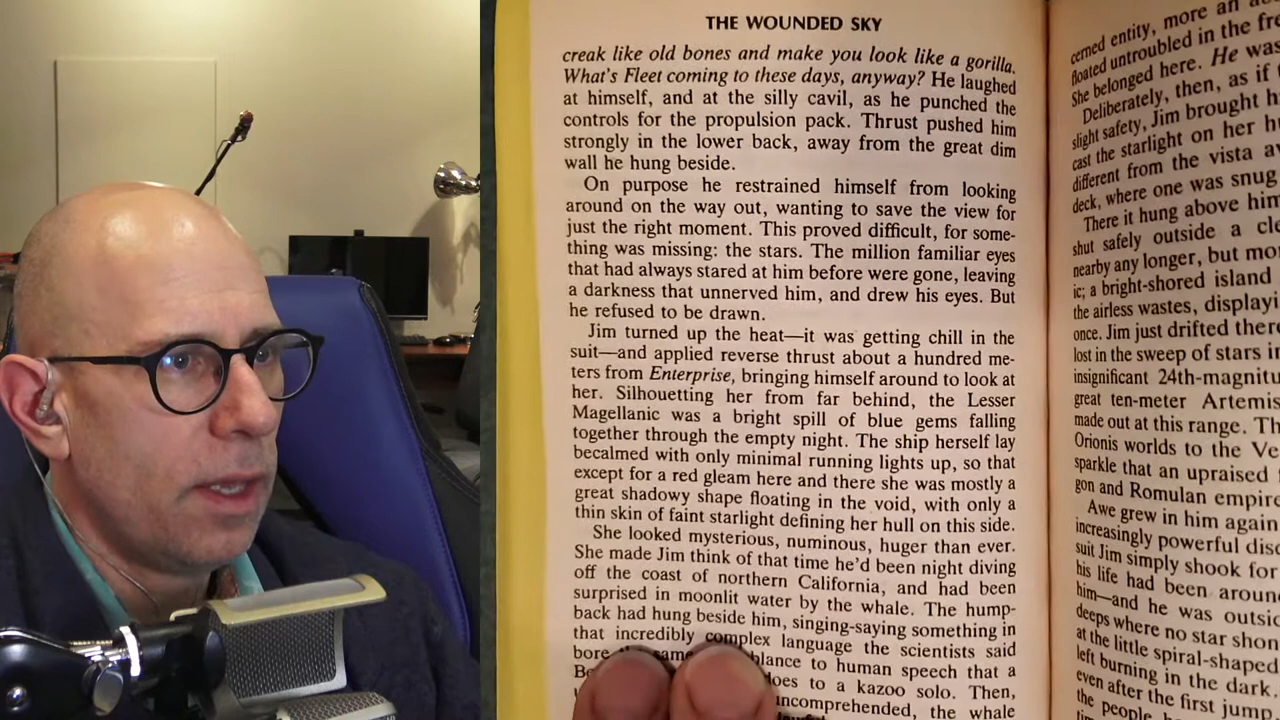 THE WOUNDED SKY
creak like old bones and make you look like a gorilla.
What's Fleet coming to these days, anyway? He laughed
at himself, and at the silly cavil, as he punched the
controls for the propulsion pack. Thrust pushed him
strongly in the lower back, away from the great dim
wall he hung beside.
On purpose he restrained himself from looking
around on the way out, wanting to save the view for
just the right moment. This proved difficult, for some-
thing was missing: the stars. The million familiar eyes
that had always stared at him before were gone, leaving
a darkness that unnerved him, and drew his eyes. But
he refused to be drawn.
Jim turned up the heat—it was getting chill in the
suit—and applied reverse thrust about a hundred me-
ters from Enterprise, bringing himself around to look at
her. Silhouetting her from far behind, the Lesser
Magellanic was a bright spill of blue gems falling
together through the empty night. The ship herself lay
becalmed with only minimal running lights up, so that
except for a red gleam here and there she was mostly a
great shadowy shape floating in the void, with only a
thin skin of faint starlight defining her hull on this side.
She looked mysterious, numinous, huger than ever.
She made Jim think of that time he'd been night diving
off the coast of northern California, and had been
surprised in moonlit water by the whale. The hump-
back had hung beside him, singing-saying something in
that incredibly complex language the scientists said
bore same to human speech that a
to a kazoo solo. Then,
the whale
cerned entity, more an
floated untroubled in the
She belonged here. He was
Deliberately, then, as if
slight safety, Jim brought
cast the starlight on her
different from the vista
deck, where one was snug
There it hung above him
shut safely outside a
nearby any longer, but
ic; a bright-shored island
the airless wastes,
once. Jim just drifted
lost in the sweep of stars
insignificant
great ten-meter
made out at this range.
Orionis worlds to the
sparkle that an upraised
gon and Romulan
Awe grew in him again
increasingly powerful
suit Jim simply shook for
his life had been
him—and he was
deeps where no star
at the little spiral-shaped
left burning in the dark.
even after the first jump
the people,